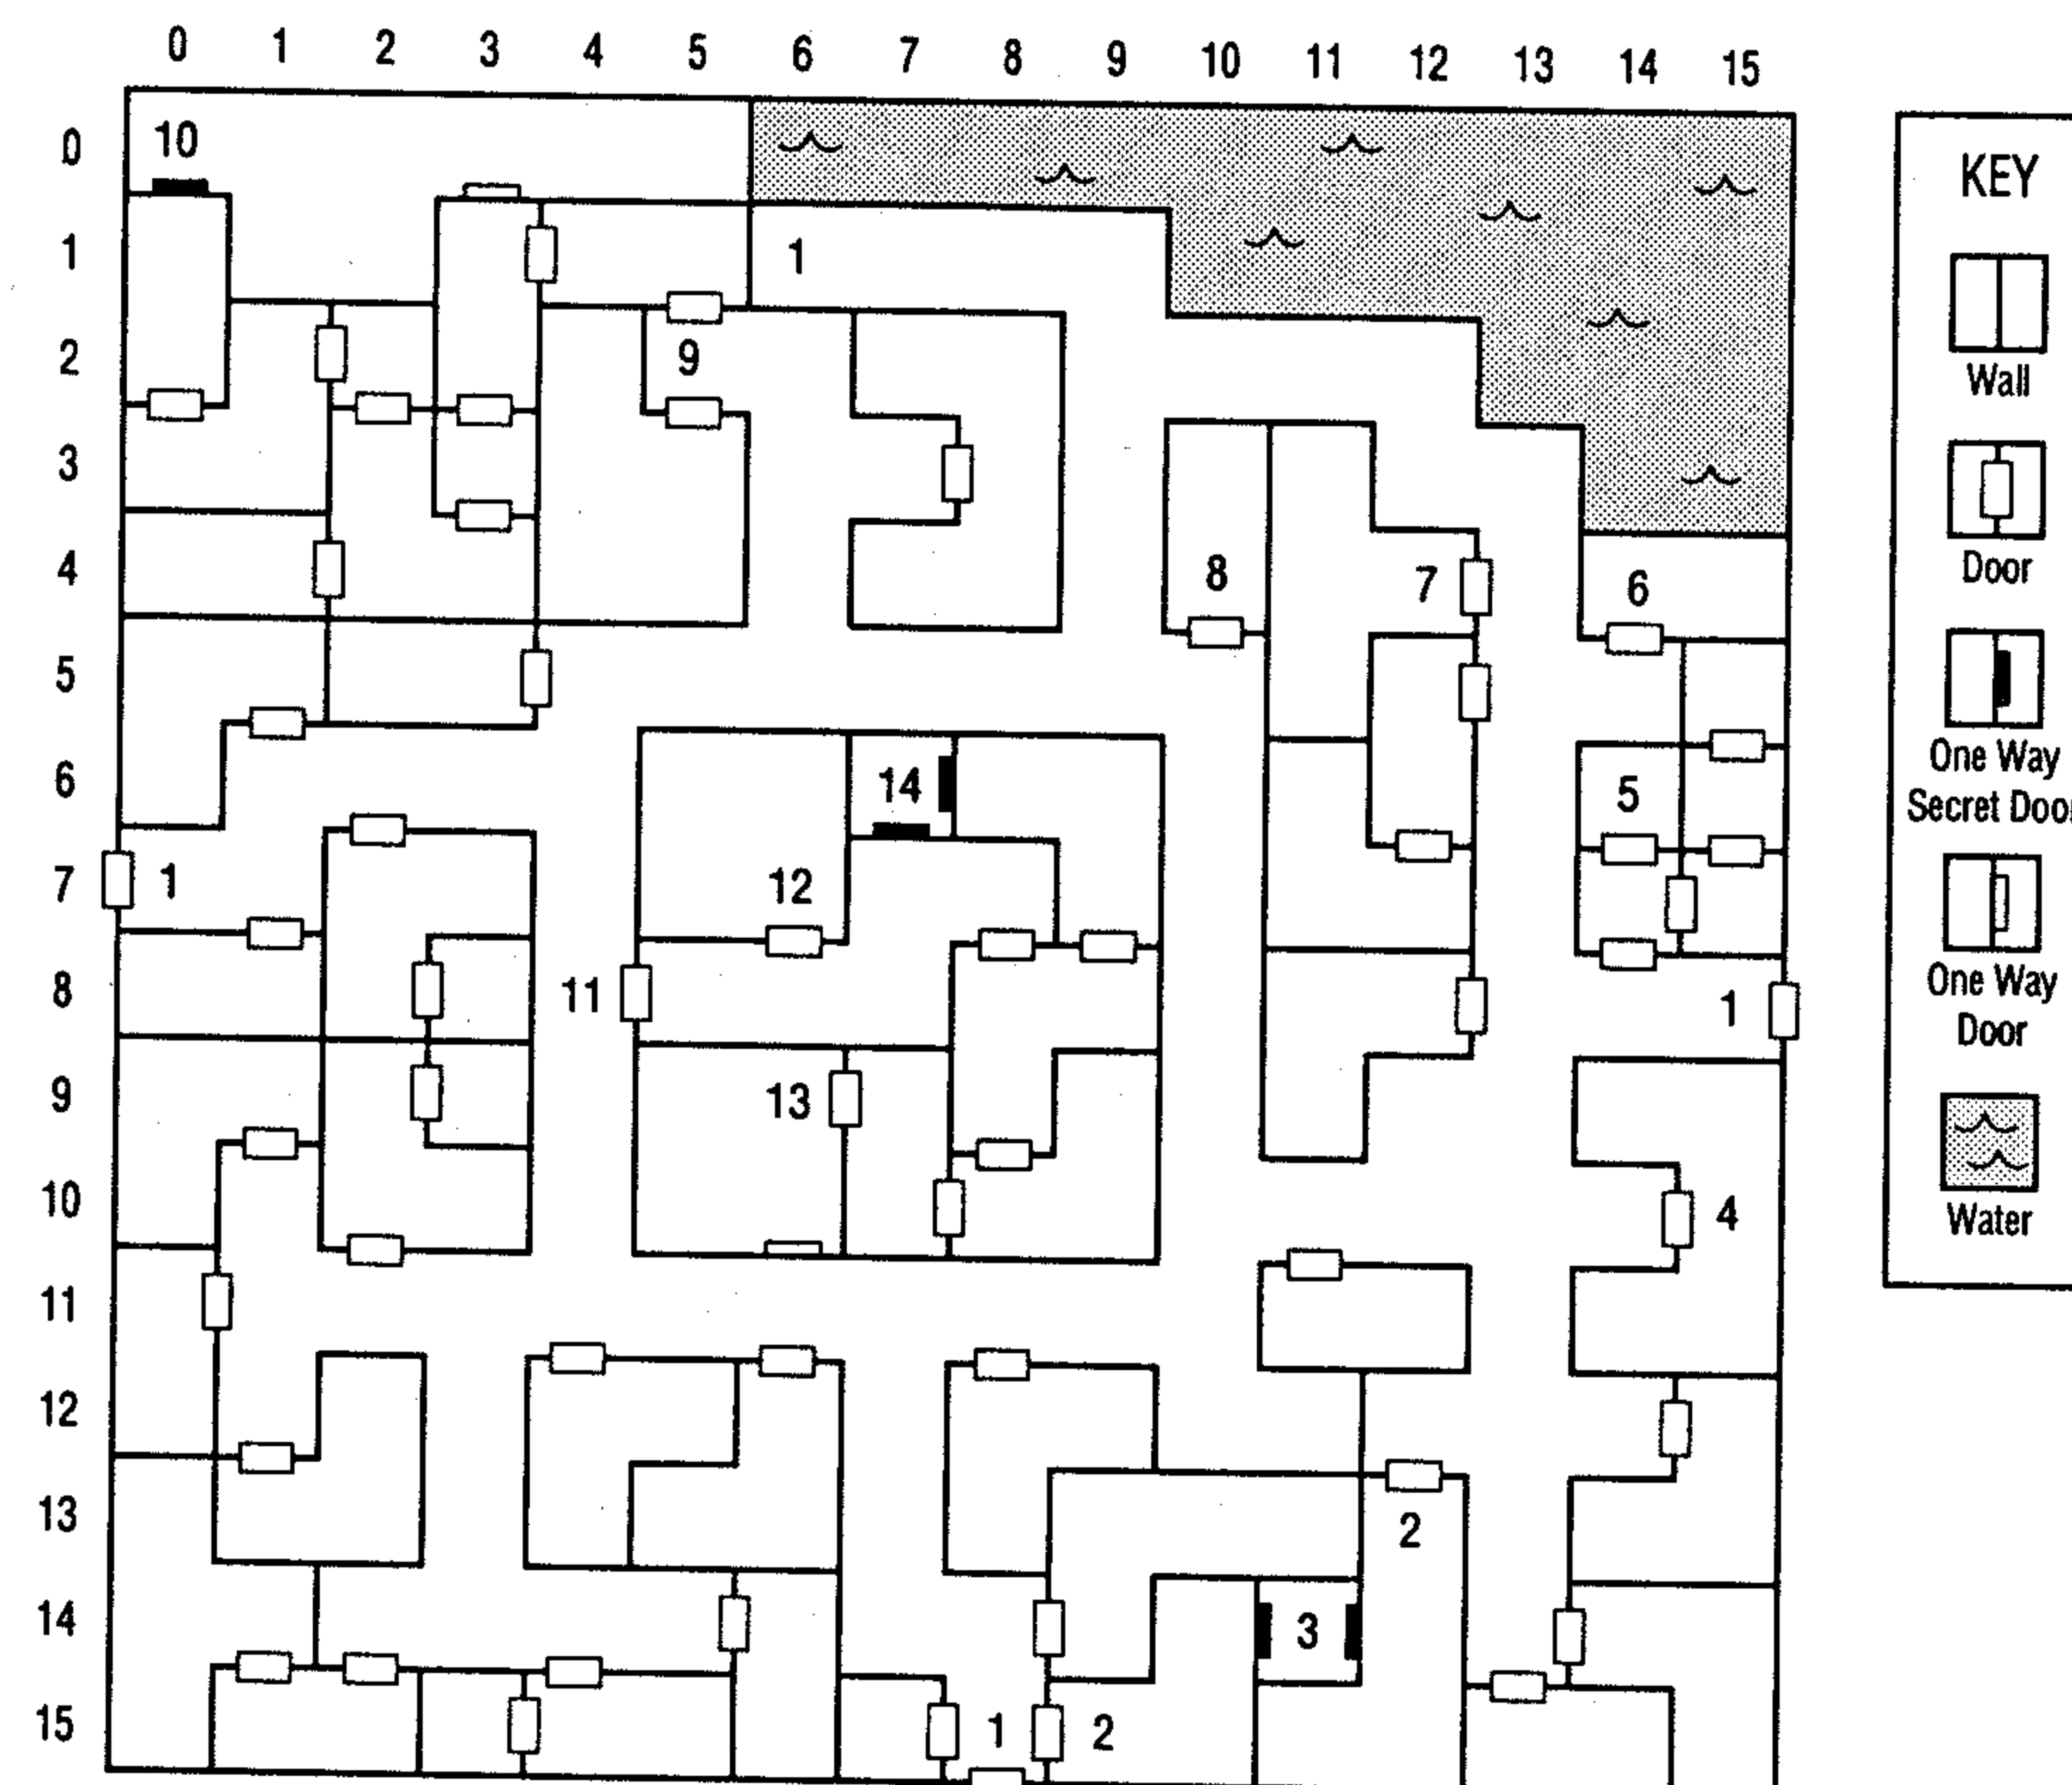 0 1 2 3 4 5 6 7 8 9 10 11 12 13 14 15
0 10
KEY
1 1
2 9
Wall
3
4 8 7 6
Door
5
6 14 5
One Way
Secret Doo
7 1 12
8 11 1
One Way
Door
9 13
10 4
Water
11
12
13 2
14 3
15 1 2